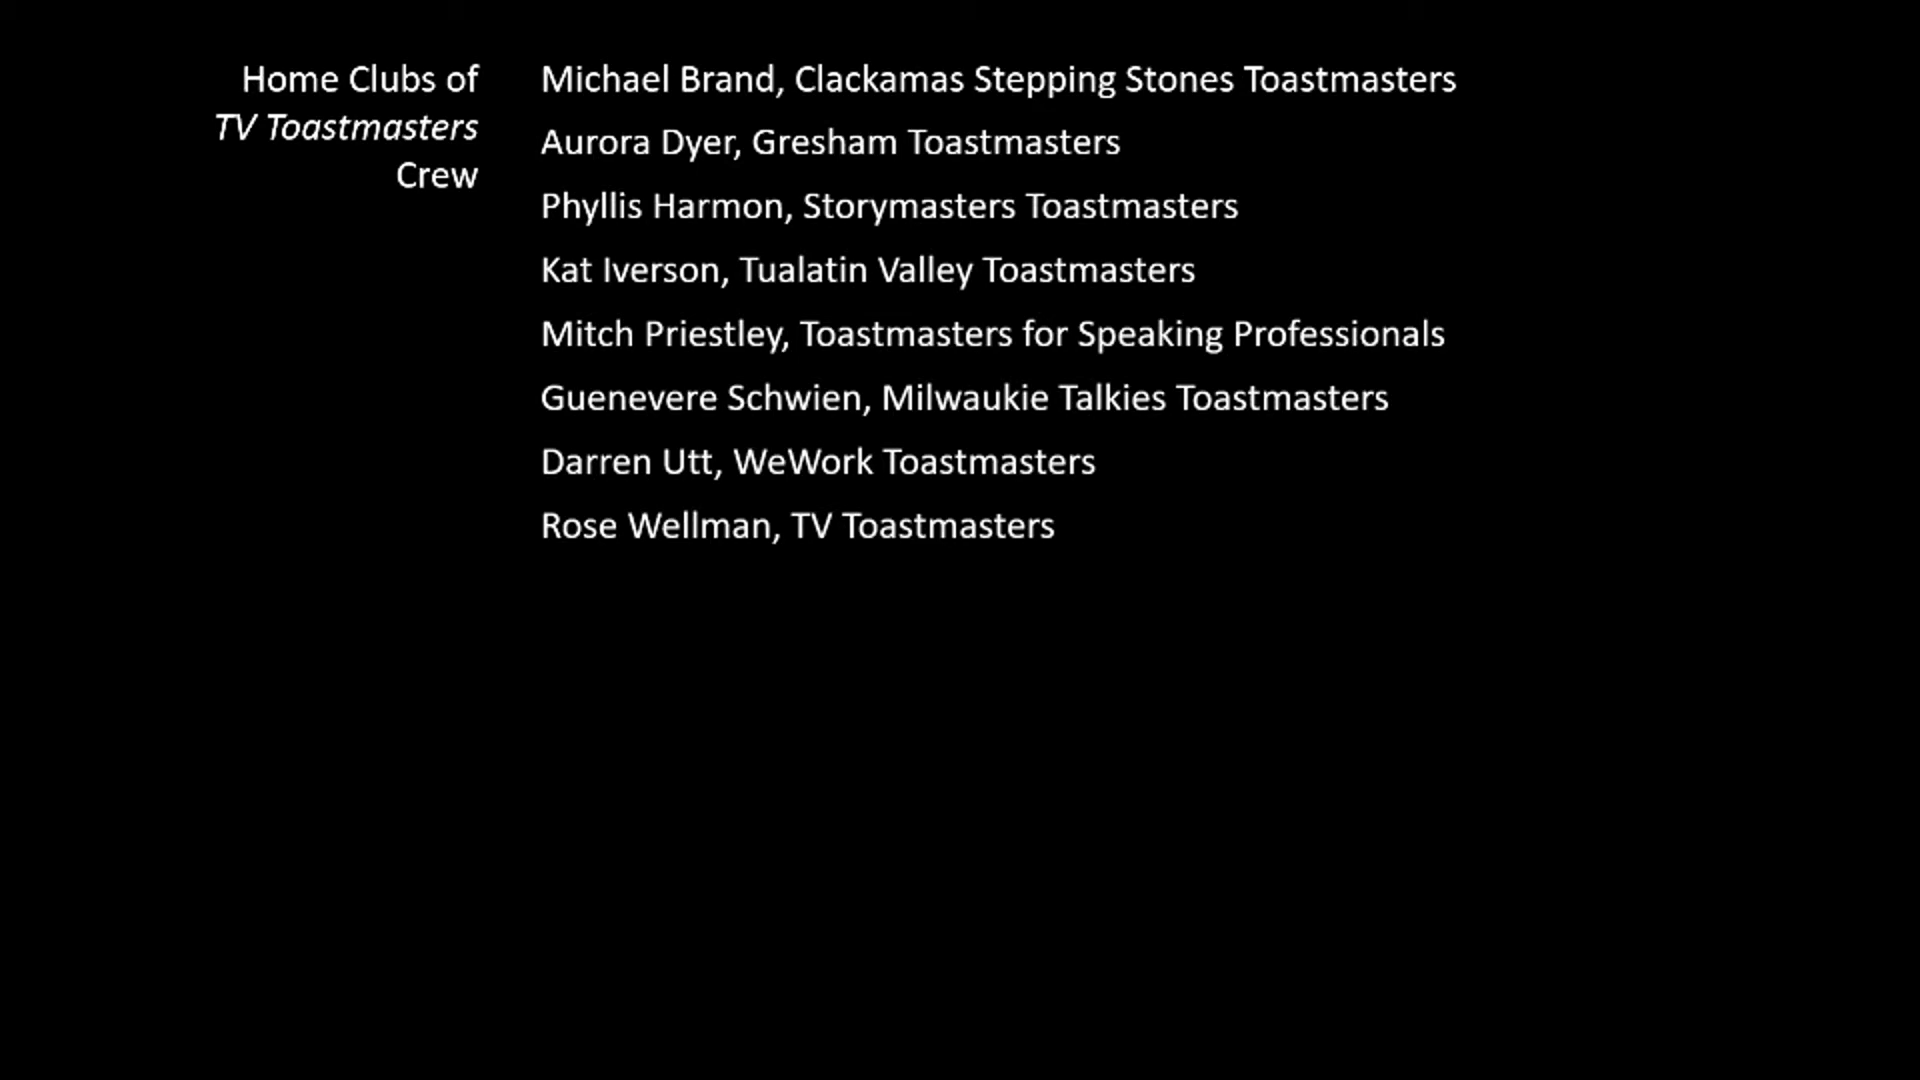 Home Clubs of
TV Toastmasters
Crew
Michael Brand, Clackamas Stepping Stones Toastmasters
Aurora Dyer, Gresham Toastmasters
Phyllis Harmon, Storymasters Toastmasters
Kat Iverson, Tualatin Valley Toastmasters
Mitch Priestley, Toastmasters for Speaking Professionals
Guenevere Schwien, Milwaukie Talkies Toastmasters
Darren Utt, WeWork Toastmasters
Rose Wellman, TV Toastmasters